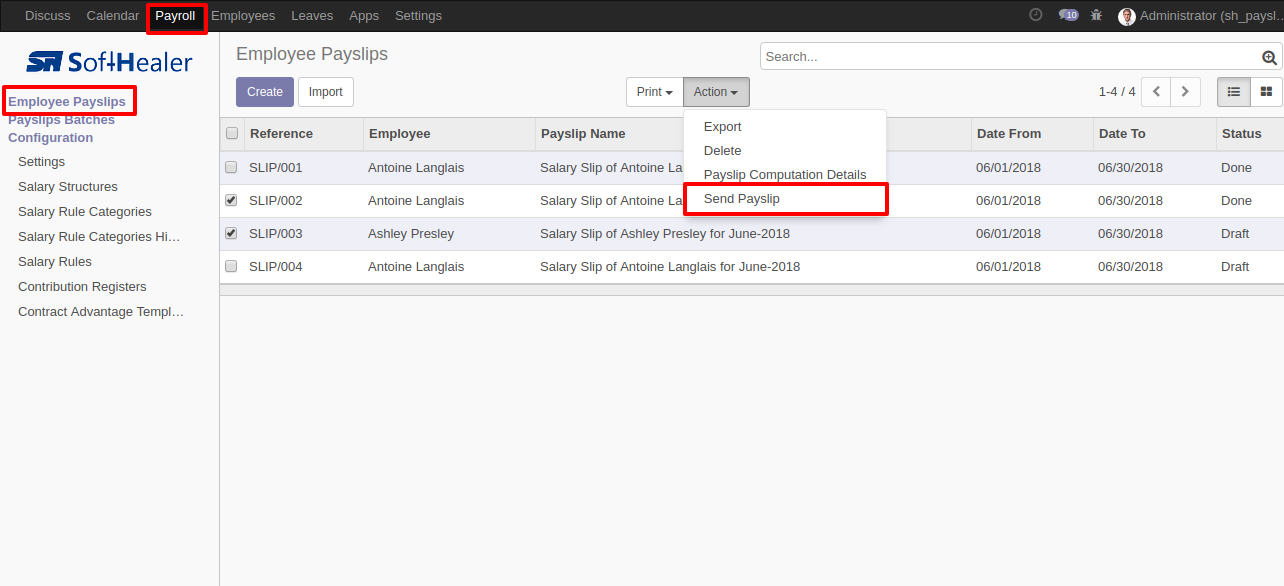 Discuss Calendar Payroll Employees Leaves Apps Settings 10 Administrator (sh_paysl...
SoftHealer
Employee Payslips
Payslips Batches
Configuration
Settings
Salary Structures
Salary Rule Categories
Salary Rule Categories Hi...
Salary Rules
Contribution Registers
Contract Advantage Templ...
Employee Payslips
Search...
Create Import Print Action 1-4 / 4
Export
Delete
Payslip Computation Details
Send Payslip
Reference Employee Payslip Name Date From Date To Status
SLIP/001 Antoine Langlais Salary Slip of Antoine La 06/01/2018 06/30/2018 Done
SLIP/002 Antoine Langlais Salary Slip of Antoine La 06/01/2018 06/30/2018 Done
SLIP/003 Ashley Presley Salary Slip of Ashley Presley for June-2018 06/01/2018 06/30/2018 Draft
SLIP/004 Antoine Langlais Salary Slip of Antoine Langlais for June-2018 06/01/2018 06/30/2018 Draft